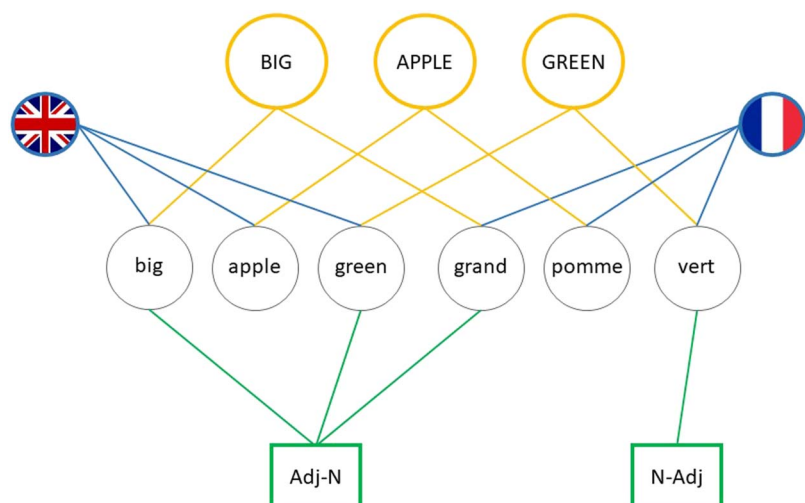 BIG
APPLE
GREEN
big
apple
green
grand
pomme
vert
Adj-N
N-Adj